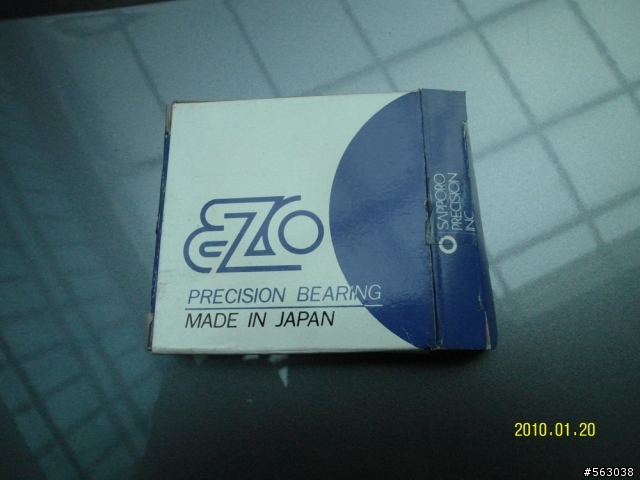 EZO
PRECISION BEARING
MADE IN JAPAN
SAPPORO
PRECISION
INC
2010.01.20
#563038